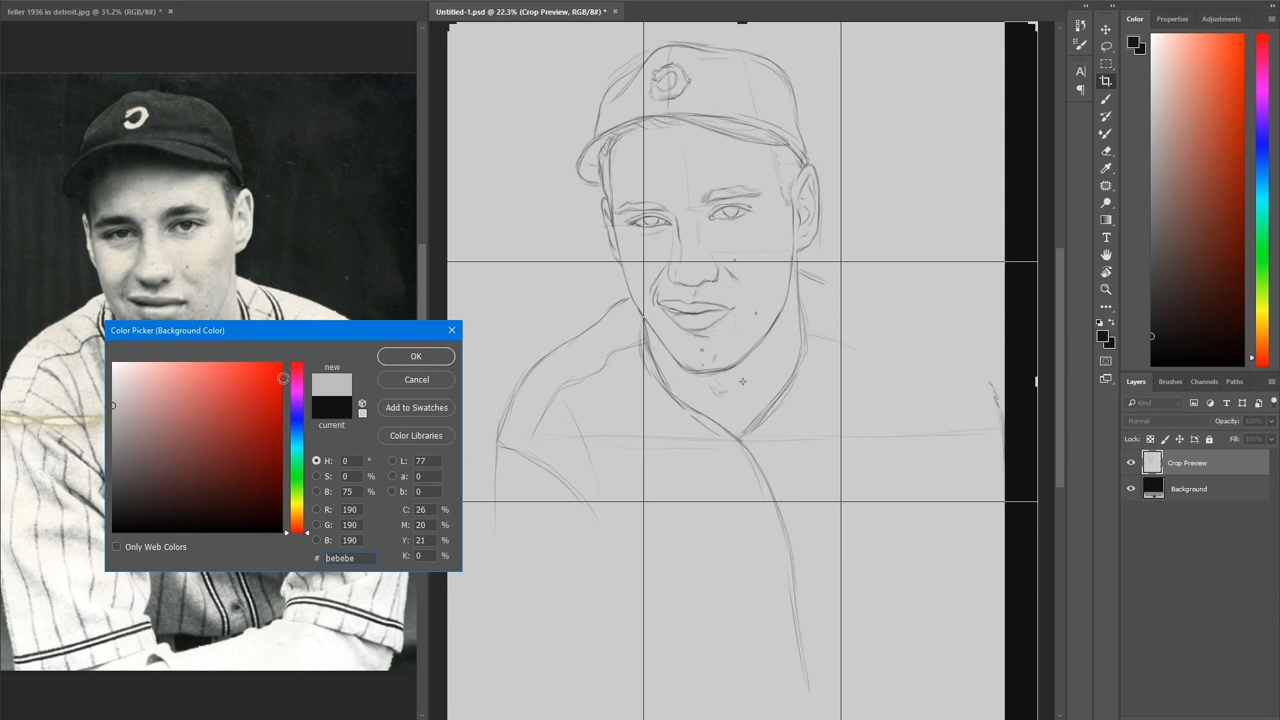 feller 1936 in detroit.jpg @ 31.2% (RGB/8#) * ×
Untitled-1.psd @ 22.3% (Crop Preview, RGB/8#) * ×
Color Properties Adjustments
A|
¶
T
C
Color Picker (Background Color)
new
current
OK
Cancel
Add to Swatches
Color Libraries
H: 0 °
S: 0 %
B: 75 %
R: 190
G: 190
B: 190
# bebebe
L: 77
a: 0
b: 0
C: 26 %
M: 20 %
Y: 21 %
K: 0 %
Only Web Colors
Layers Brushes Channels Paths
Kind
Normal Opacity: 100%
Lock: Fill: 100%
Crop Preview
Background